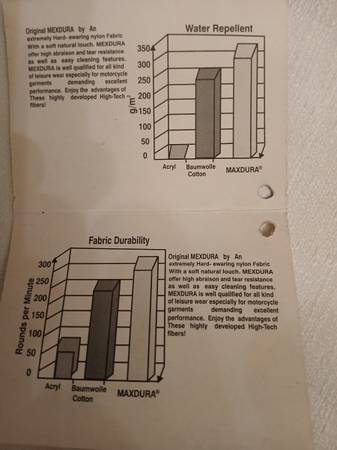 Original MEXDURA by An
extremely Hard- ewaring nylon Fabric
With a soft natural touch. MEXDURA
offer high abraison and tear resistance
as well as easy cleaning features.
MEXDURA is well qualified for all kind
of leisure wear especially for motorcycle
garments demanding excellent
performance. Enjoy the advantages of
These highly developed High-Tech
fibers!
Water Repellent
350
300
250
200
150
100
50
0
g/m²
Acryl
Baumwolle
Cotton
MAXDURA®
Fabric Durability
300
250
200
150
100
50
0
Rounds per Minute
Acryl
Baumwolle
Cotton
MAXDURA®
Original MEXDURA by An
extremely Hard- ewaring nylon Fabric
With a soft natural touch. MEXDURA
offer high abraison and tear resistance
as well as easy cleaning features.
MEXDURA is well qualified for all kind
of leisure wear especially for motorcycle
garments demanding excellent
performance. Enjoy the advantages of
These highly developed High-Tech
fibers!